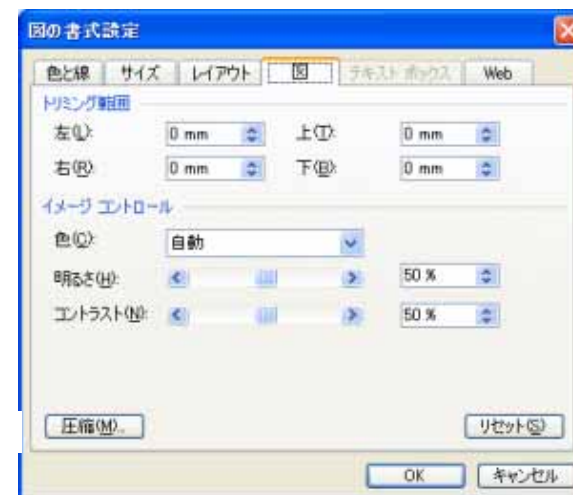 図の書式設定
色と線 サイズ レイアウト 図 テキスト ボックス Web
トリミング範囲
左(L): 0 mm 上(T): 0 mm
右(R): 0 mm 下(B): 0 mm
イメージ コントロール
色(C): 自動
明るさ(H): 50 %
コントラスト(N): 50 %
圧縮(M)... リセット(S)
OK キャンセル